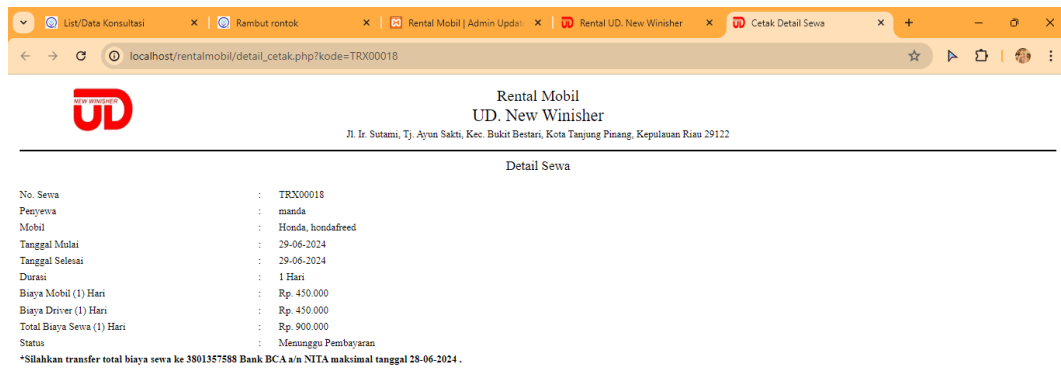 List/Data Konsultasi
Rambut rontok
Rental Mobil | Admin Updat
Rental UD. New Winisher
Cetak Detail Sewa
localhost/rentalmobil/detail_cetak.php?kode=TRX00018
NEW WINISHER
UD
Rental Mobil
UD. New Winisher
Jl. Ir. Sutami, Tj. Ayun Sakti, Kec. Bukit Bestari, Kota Tanjung Pinang, Kepulauan Riau 29122
Detail Sewa
No. Sewa : TRX00018
Penyewa : manda
Mobil : Honda, hondafreed
Tanggal Mulai : 29-06-2024
Tanggal Selesai : 29-06-2024
Durasi : 1 Hari
Biaya Mobil (1) Hari : Rp. 450.000
Biaya Driver (1) Hari : Rp. 450.000
Total Biaya Sewa (1) Hari : Rp. 900.000
Status : Menunggu Pembayaran
*Silahkan transfer total biaya sewa ke 3801357588 Bank BCA a/n NITA maksimal tanggal 28-06-2024 .